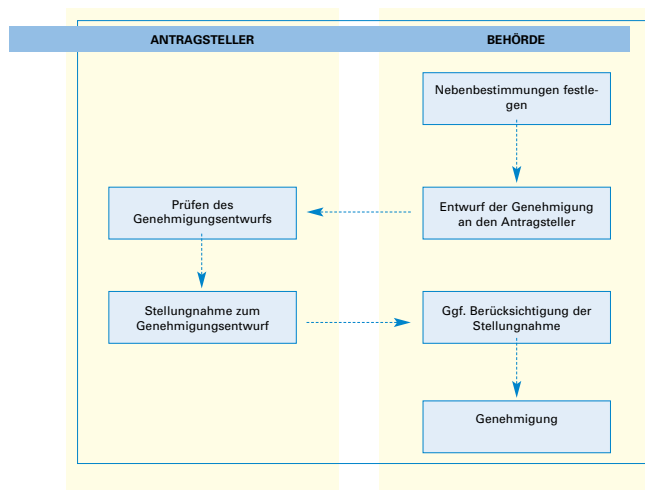 ANTRAGSTELLER
BEHÖRDE
Nebenbestimmungen festle-
gen
Prüfen des
Genehmigungsentwurfs
Entwurf der Genehmigung
an den Antragsteller
Stellungnahme zum
Genehmigungsentwurf
Ggf. Berücksichtigung der
Stellungnahme
Genehmigung